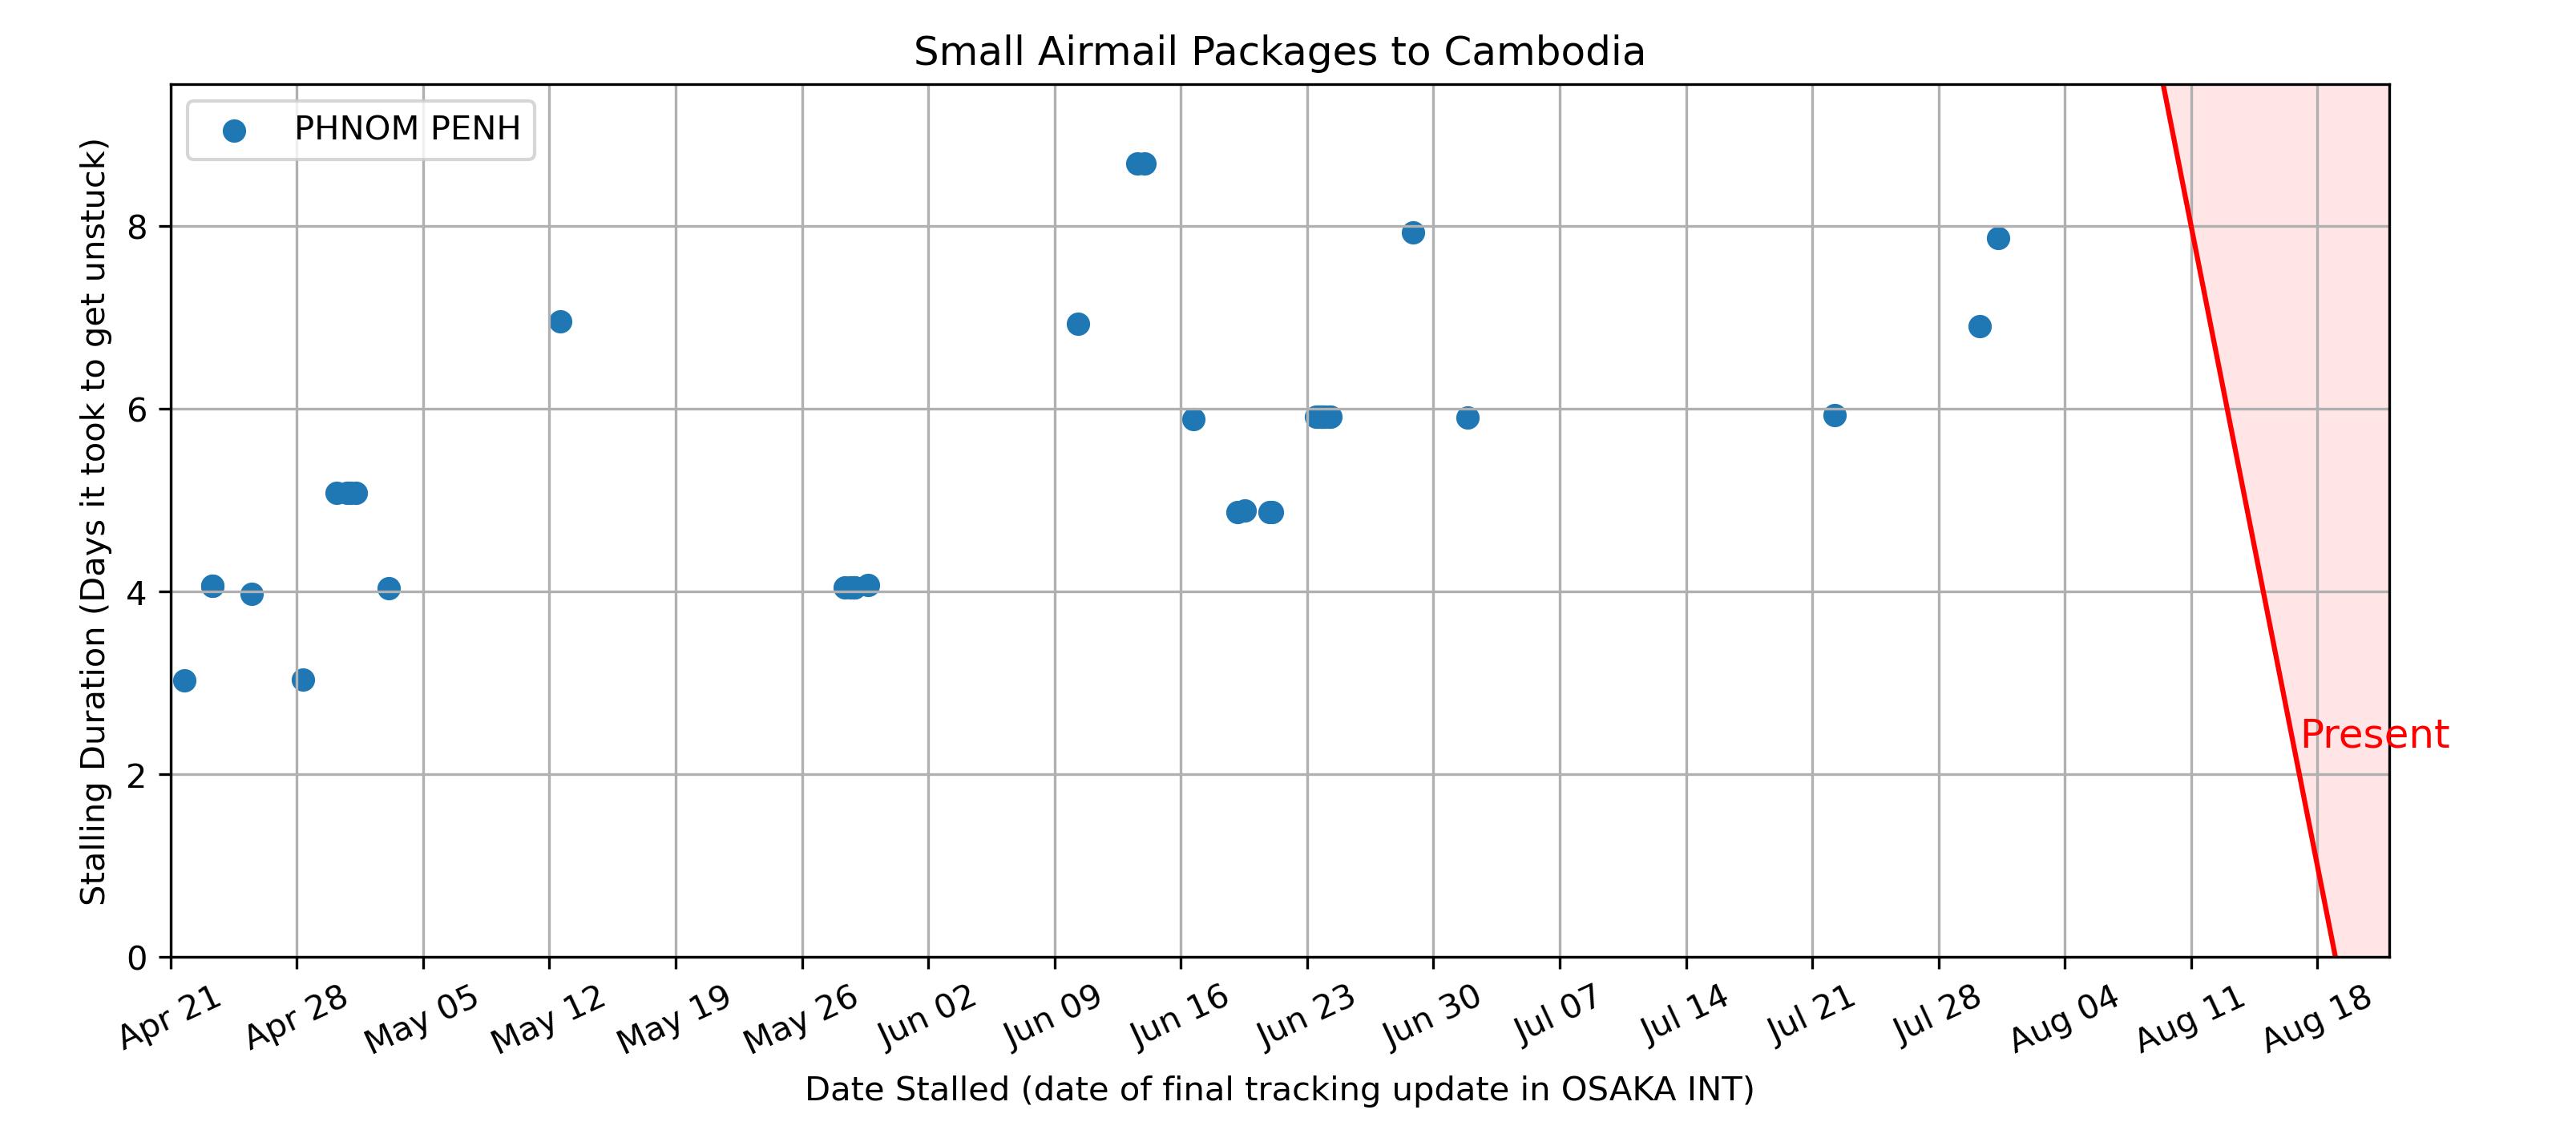 Small Airmail Packages to Cambodia
PHNOM PENH
Stalling Duration (Days it took to get unstuck)
8
6
4
2
0
Present
Apr 21
Apr 28
May 05
May 12
May 19
May 26
Jun 02
Jun 09
Jun 16
Jun 23
Jun 30
Jul 07
Jul 14
Jul 21
Jul 28
Aug 04
Aug 11
Aug 18
Date Stalled (date of final tracking update in OSAKA INT)